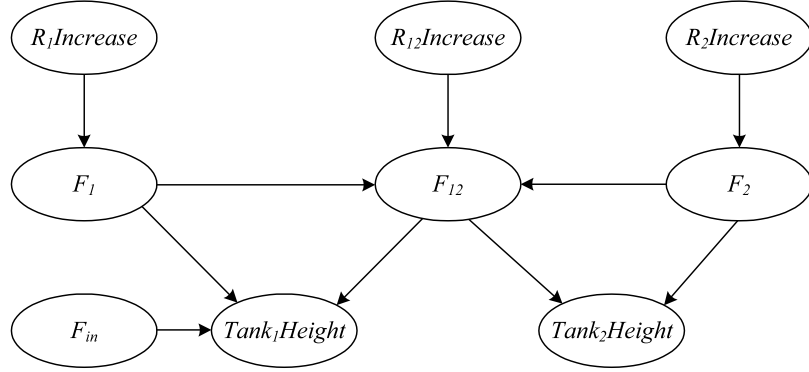 R₁Increase
R₁₂Increase
R₂Increase
F₁
F₁₂
F₂
Fᵢₙ
Tank₁Height
Tank₂Height